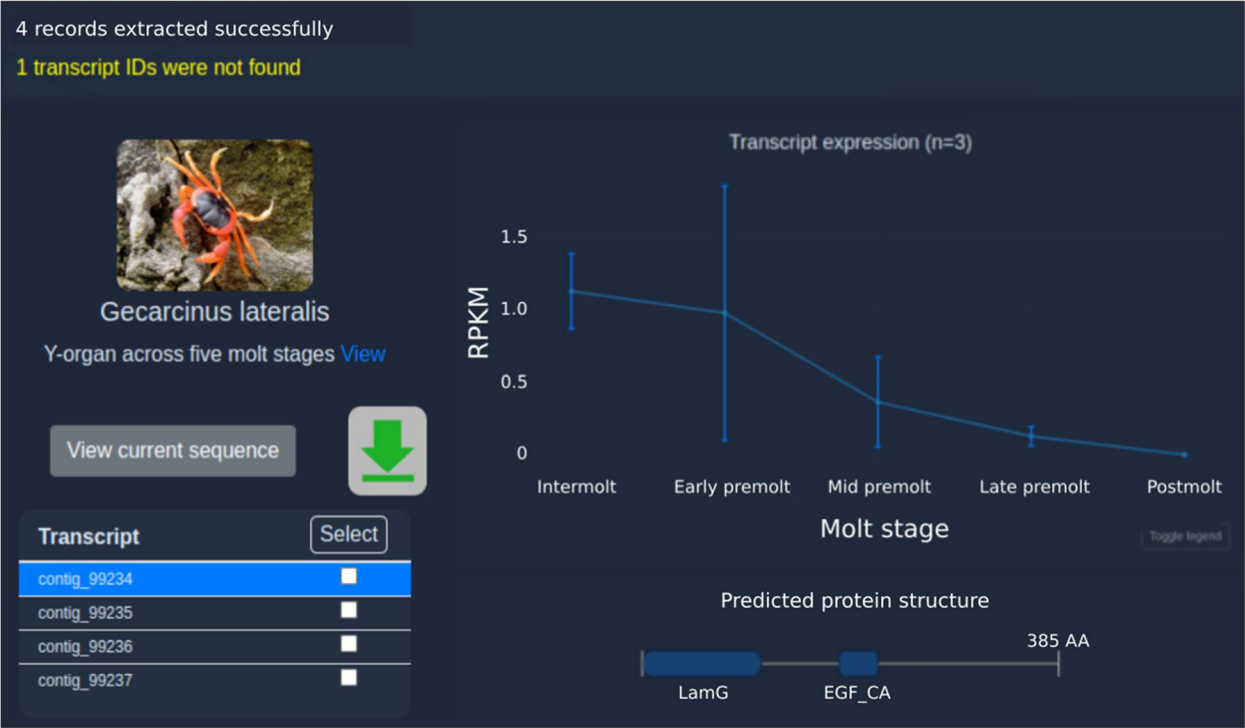 4 records extracted successfully
1 transcript IDs were not found
Gecarcinus lateralis
Y-organ across five molt stages View
View current sequence
Transcript Select
contig_99234
contig_99235
contig_99236
contig_99237
Transcript expression (n=3)
RPKM
1.5
1.0
0.5
0
Intermolt Early premolt Mid premolt Late premolt Postmolt
Molt stage
Toggle legend
Predicted protein structure
385 AA
LamG EGF_CA